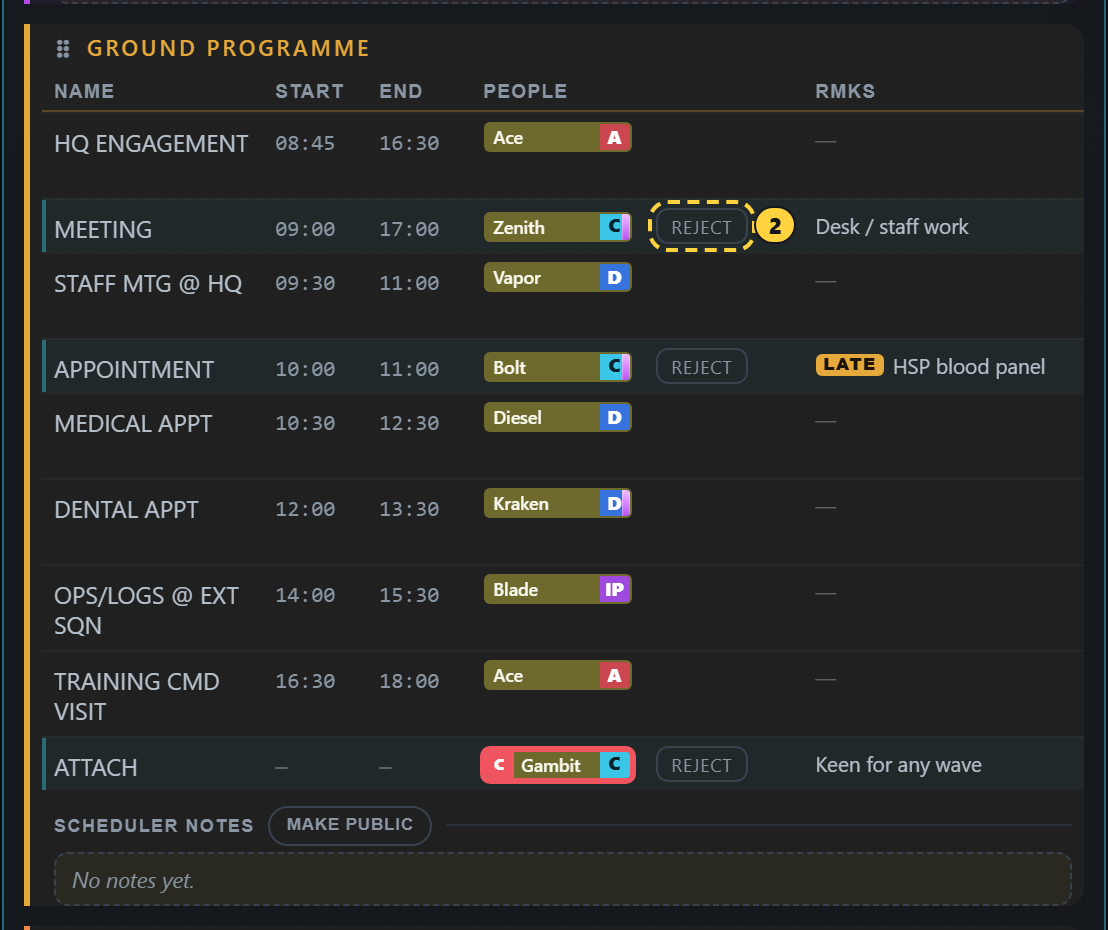 GROUND PROGRAMME
NAME START END PEOPLE RMKS
HQ ENGAGEMENT 08:45 16:30 Ace A —
MEETING 09:00 17:00 Zenith C REJECT 2 Desk / staff work
STAFF MTG @ HQ 09:30 11:00 Vapor D —
APPOINTMENT 10:00 11:00 Bolt C REJECT LATE HSP blood panel
MEDICAL APPT 10:30 12:30 Diesel D —
DENTAL APPT 12:00 13:30 Kraken D —
OPS/LOGS @ EXT 14:00 15:30 Blade IP —
SQN
TRAINING CMD 16:30 18:00 Ace A —
VISIT
ATTACH – – C Gambit C REJECT Keen for any wave
SCHEDULER NOTES MAKE PUBLIC
No notes yet.